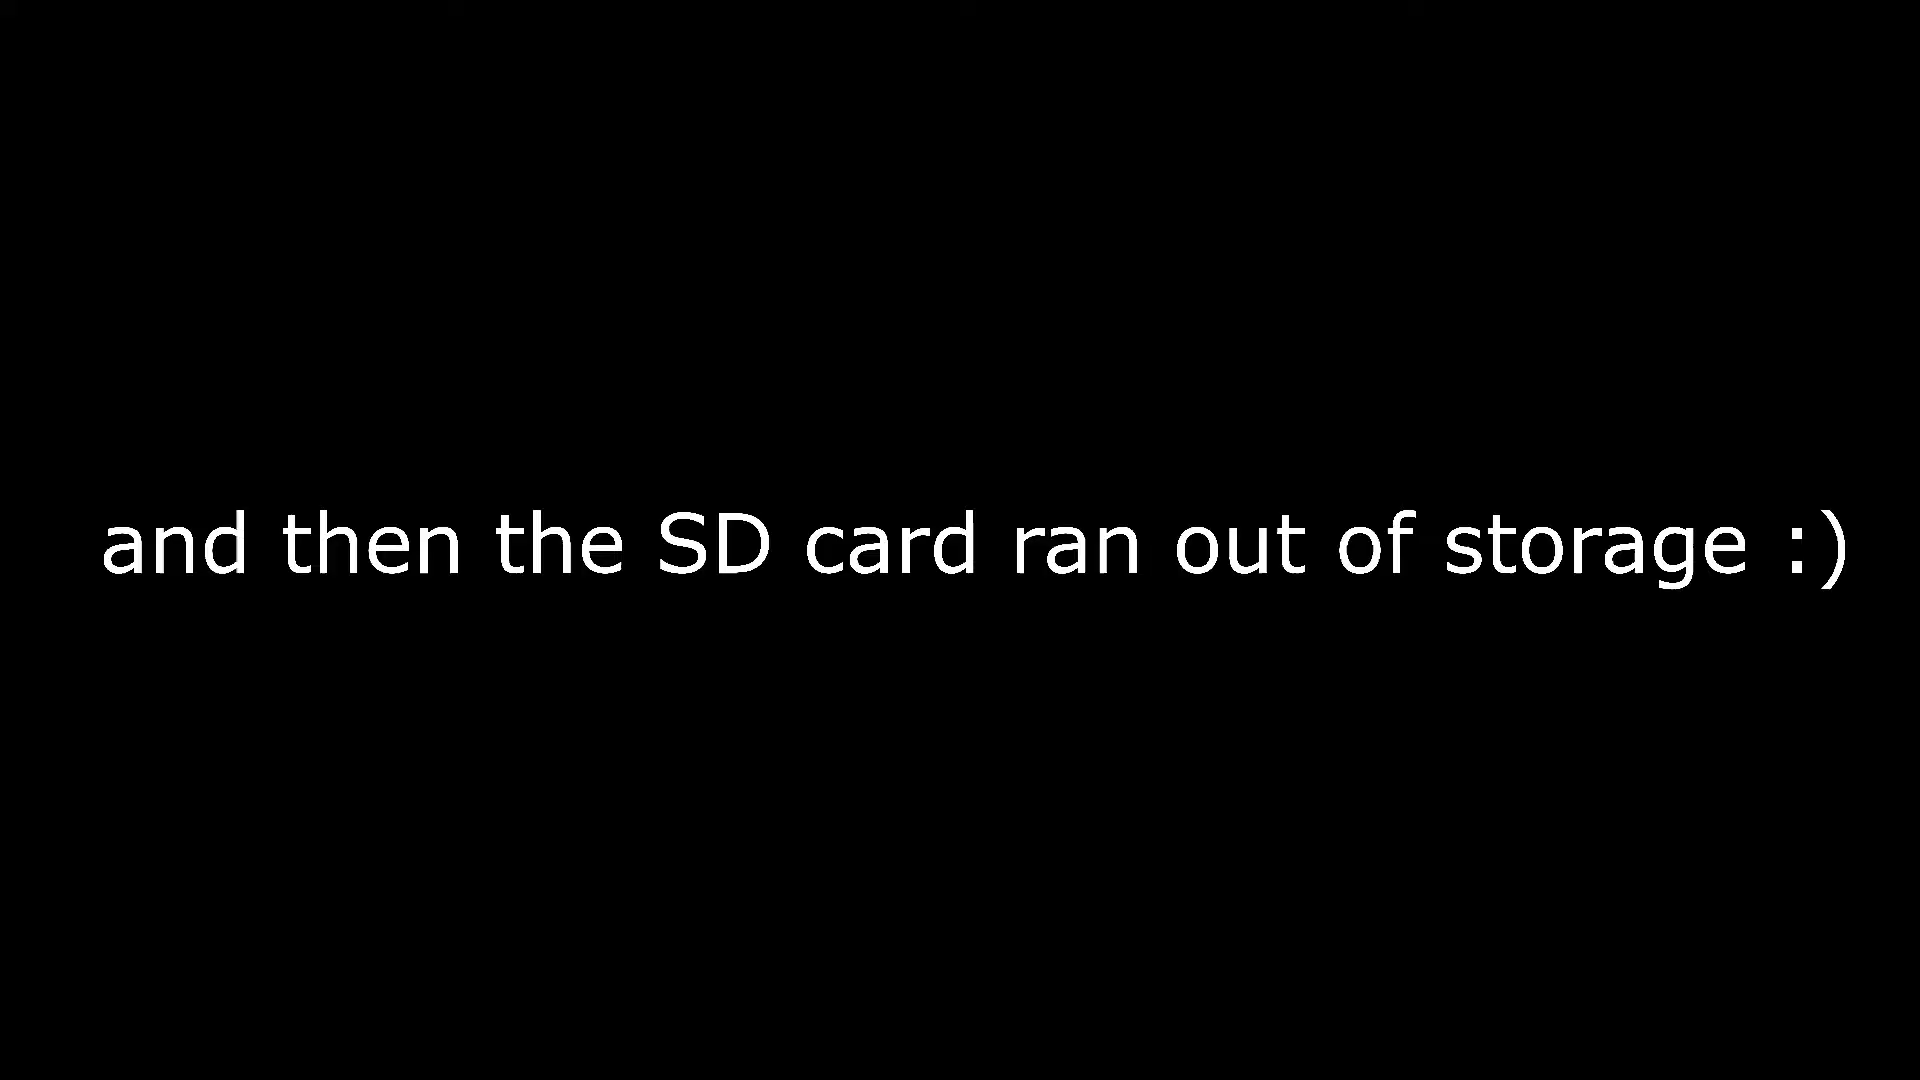 and then the SD card ran out of storage :)